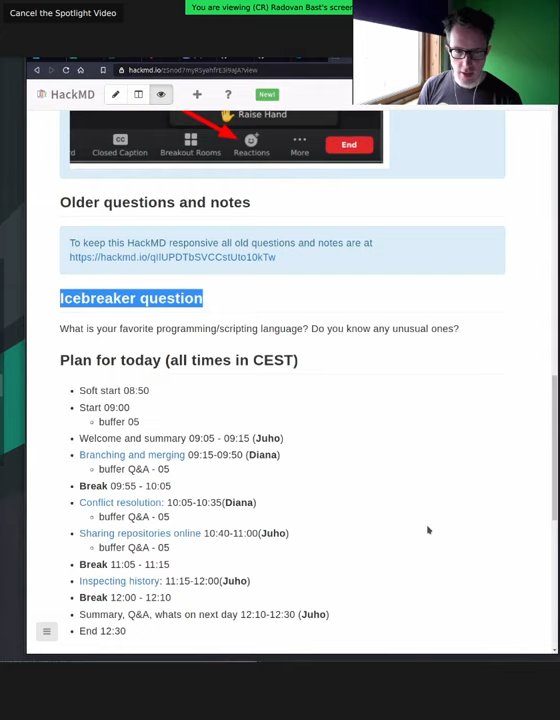 Cancel the Spotlight Video
You are viewing (CR) Radovan Bast's screen
HackMD
New!
Raise Hand
Closed Caption
Breakout Rooms
Reactions
More
End
Older questions and notes
To keep this HackMD responsive all old questions and notes are at
https://hackmd.io/qIIUPDTbSVCCstUto10kTw
Icebreaker question
What is your favorite programming/scripting language? Do you know any unusual ones?
Plan for today (all times in CEST)
Soft start 08:50
Start 09:00
buffer 05
Welcome and summary 09:05 - 09:15 (Juho)
Branching and merging 09:15-09:50 (Diana)
buffer Q&A - 05
Break 09:55 - 10:05
Conflict resolution: 10:05-10:35(Diana)
buffer Q&A - 05
Sharing repositories online 10:40-11:00(Juho)
buffer Q&A - 05
Break 11:05 - 11:15
Inspecting history: 11:15-12:00(Juho)
Break 12:00 - 12:10
Summary, Q&A, whats on next day 12:10-12:30 (Juho)
End 12:30